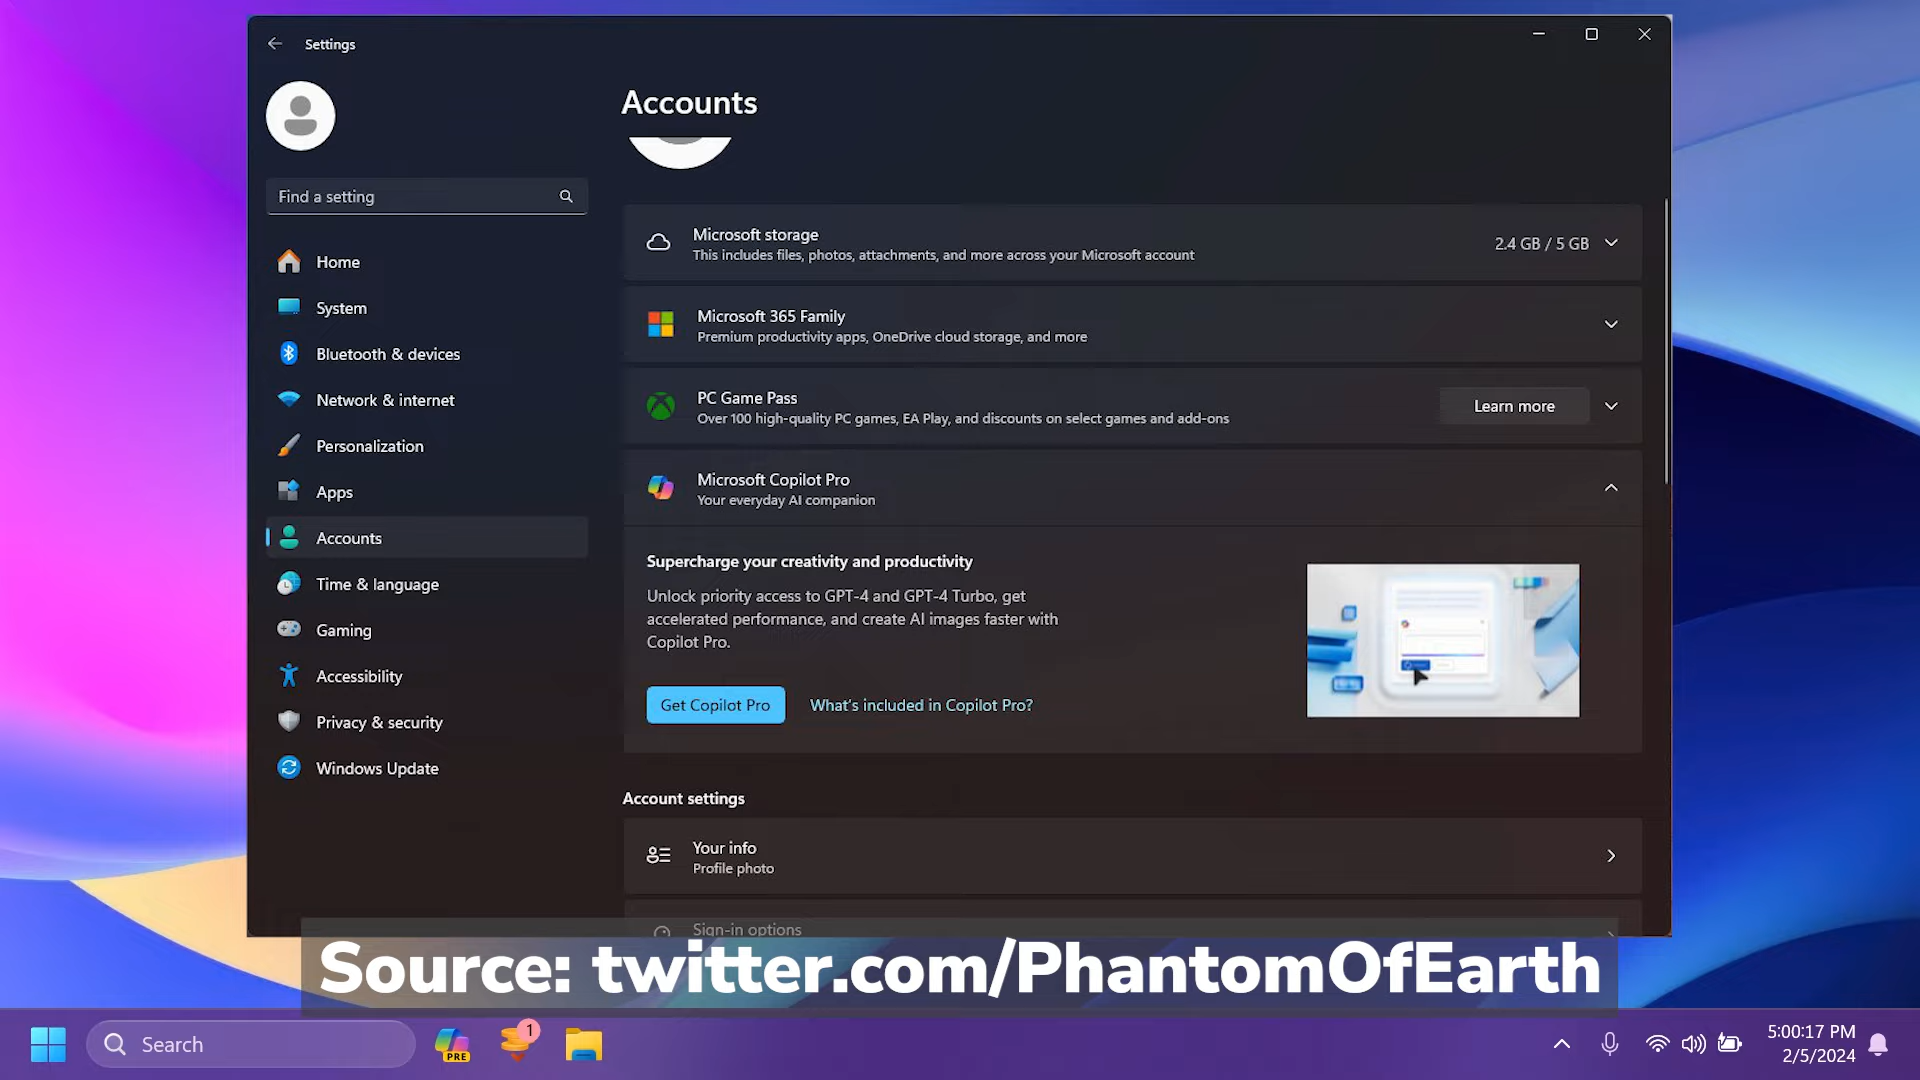 Settings
Accounts
Find a setting
Home
System
Bluetooth & devices
Network & internet
Personalization
Apps
Accounts
Time & language
Gaming
Accessibility
Privacy & security
Windows Update
Microsoft storage
This includes files, photos, attachments, and more across your Microsoft account
2.4 GB / 5 GB
Microsoft 365 Family
Premium productivity apps, OneDrive cloud storage, and more
PC Game Pass
Over 100 high-quality PC games, EA Play, and discounts on select games and add-ons
Learn more
Microsoft Copilot Pro
Your everyday AI companion
Supercharge your creativity and productivity
Unlock priority access to GPT-4 and GPT-4 Turbo, get
accelerated performance, and create AI images faster with
Copilot Pro.
Get Copilot Pro
What's included in Copilot Pro?
Account settings
Your info
Profile photo
Sign-in options
Source: twitter.com/PhantomOfEarth
Search
PRE
1
5:00:17 PM
2/5/2024